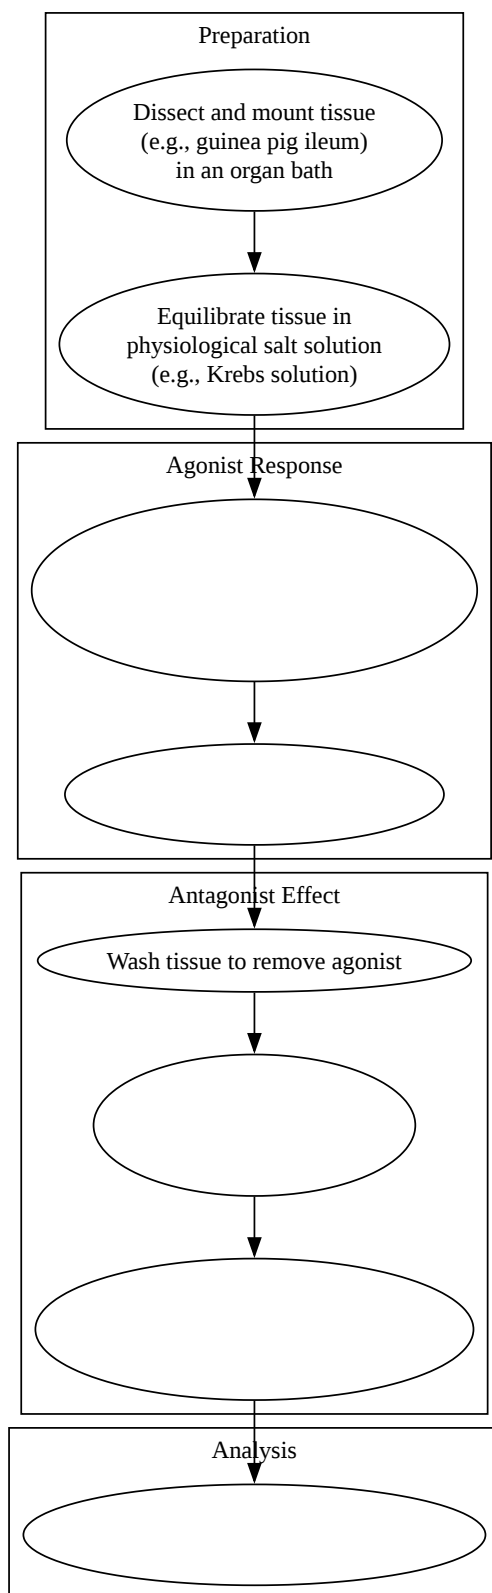 Preparation
Dissect and mount tissue
(e.g., guinea pig ileum)
in an organ bath
Equilibrate tissue in
physiological salt solution
(e.g., Krebs solution)
Agonist Response
Antagonist Effect
Wash tissue to remove agonist
Analysis